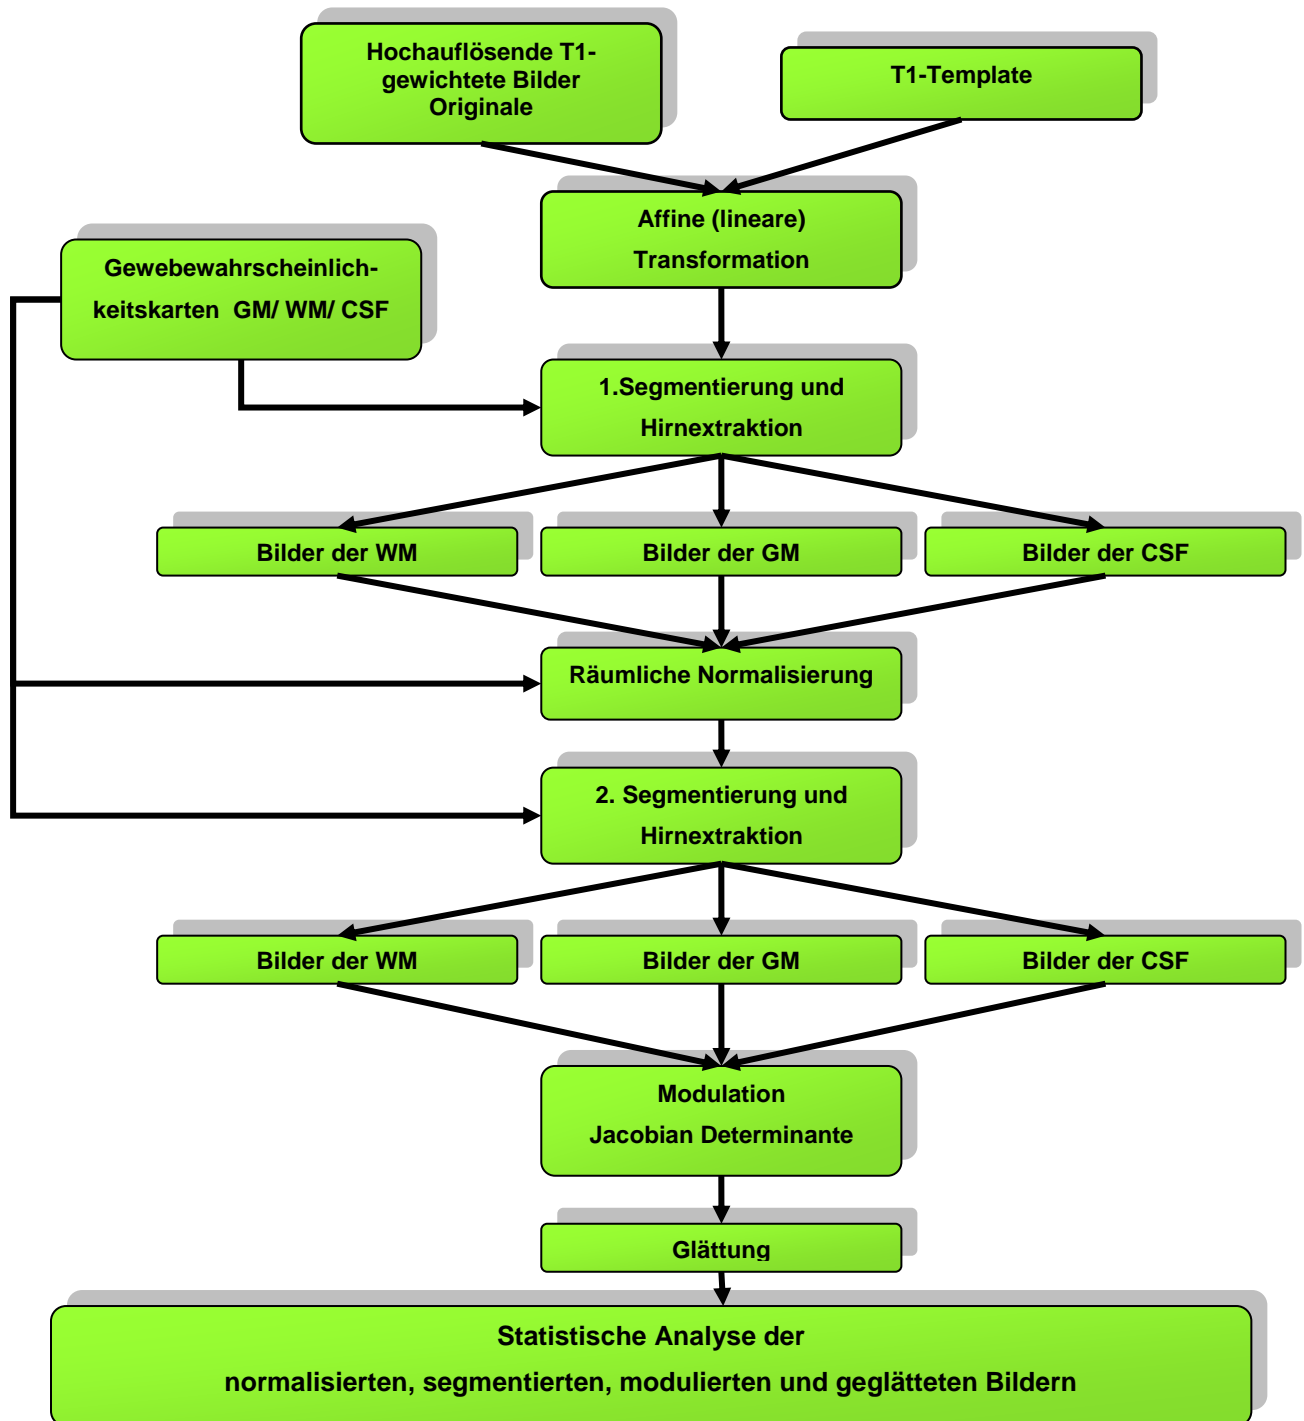 Hochauflösende T1-
gewichtete Bilder
Originale
T1-Template
Affine (lineare)
Transformation
Gewebewahrscheinlich-
keitskarten GM/ WM/ CSF
1.Segmentierung und
Hirnextraktion
Bilder der WM
Bilder der GM
Bilder der CSF
Räumliche Normalisierung
2. Segmentierung und
Hirnextraktion
Bilder der WM
Bilder der GM
Bilder der CSF
Modulation
Jacobian Determinante
Glättung
Statistische Analyse der
normalisierten, segmentierten, modulierten und geglätteten Bildern